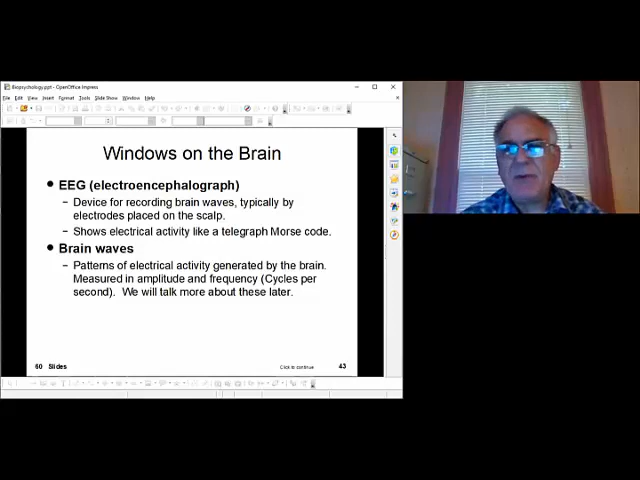 Biopsychology.ppt - OpenOffice Impress
File Edit View Insert Format Tools Slide Show Window Help
Windows on the Brain
• EEG (electroencephalograph)
– Device for recording brain waves, typically by
electrodes placed on the scalp.
– Shows electrical activity like a telegraph Morse code.
• Brain waves
– Patterns of electrical activity generated by the brain.
Measured in amplitude and frequency (Cycles per
second). We will talk more about these later.
60 Slides Click to continue 43